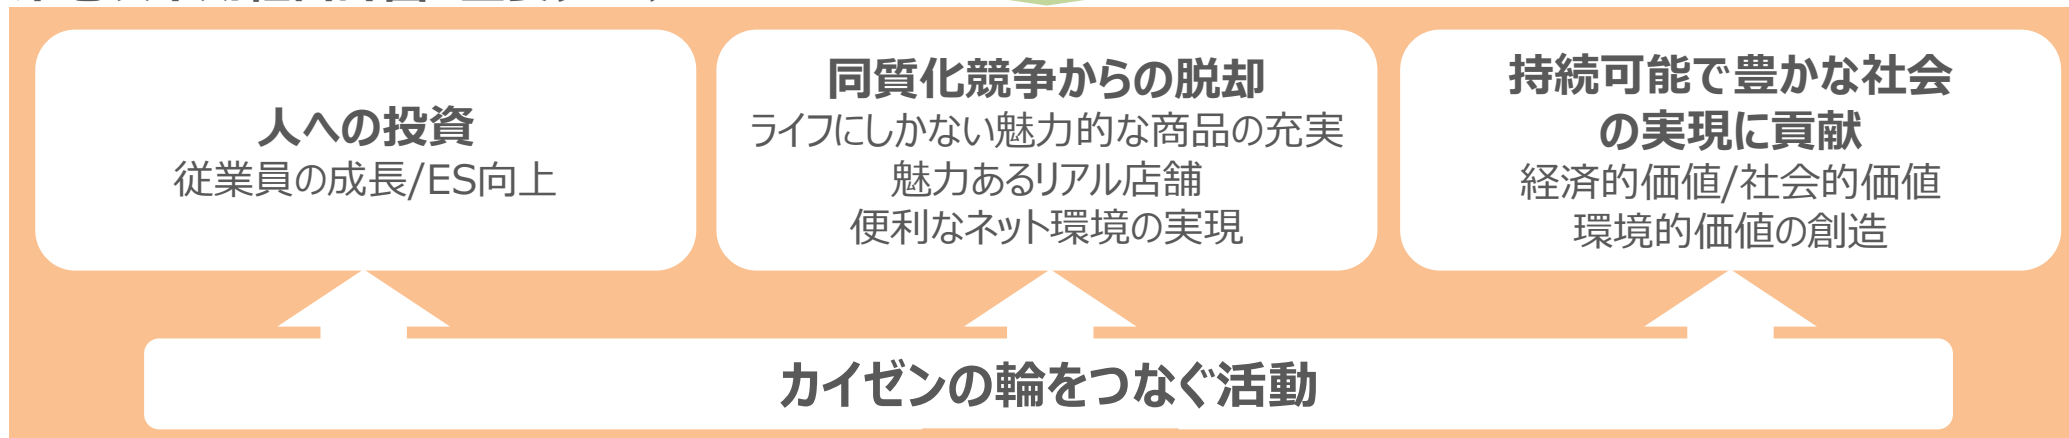 人への投資
従業員の成長/ES向上
同質化競争からの脱却
ライフにしかない魅力的な商品の充実
魅力あるリアル店舗
便利なネット環境の実現
持続可能で豊かな社会
の実現に貢献
経済的価値/社会的価値
環境的価値の創造
カイゼンの輪をつなぐ活動